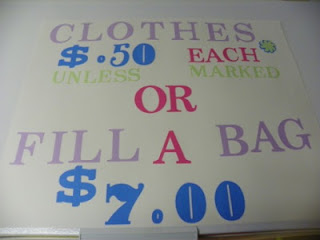 CLOTHES
$.50 EACH
UNLESS MARKED
OR
FILL A BAG
$7.00